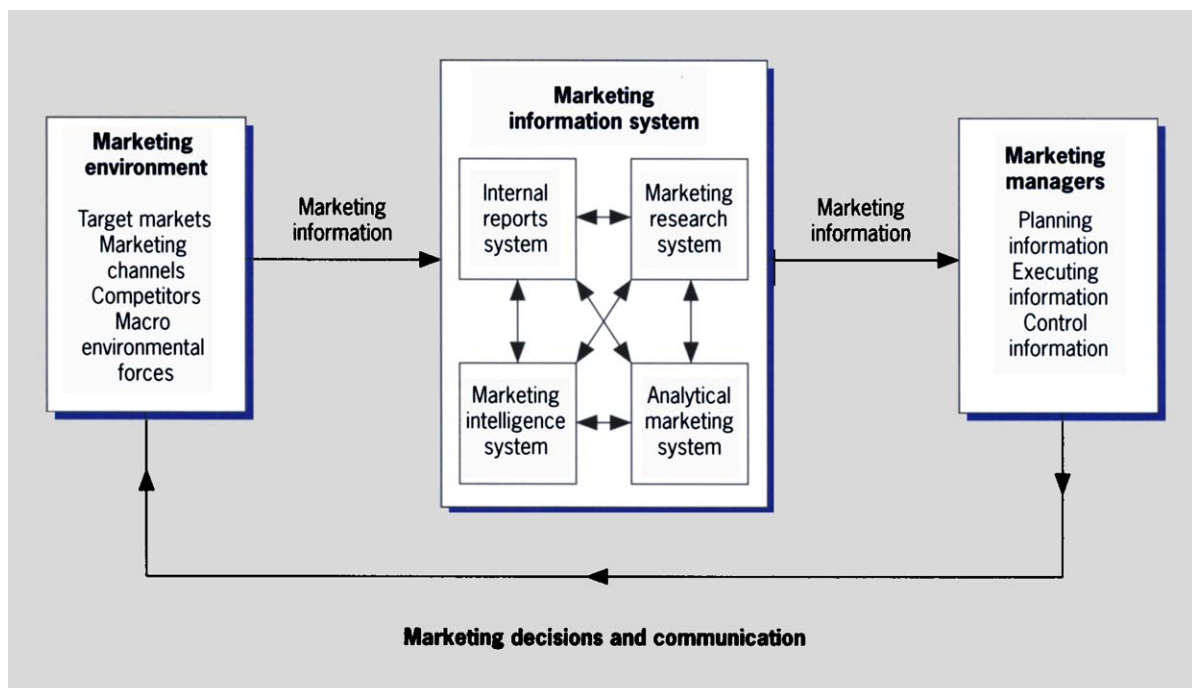 Marketing
environment
Target markets
Marketing
channels
Competitors
Macro
environmental
forces
Marketing
information
Marketing
information system
Internal
reports
system
Marketing
research
system
Marketing
intelligence
system
Analytical
marketing
system
Marketing
information
Marketing
managers
Planning
information
Executing
information
Control
information
Marketing decisions and communication